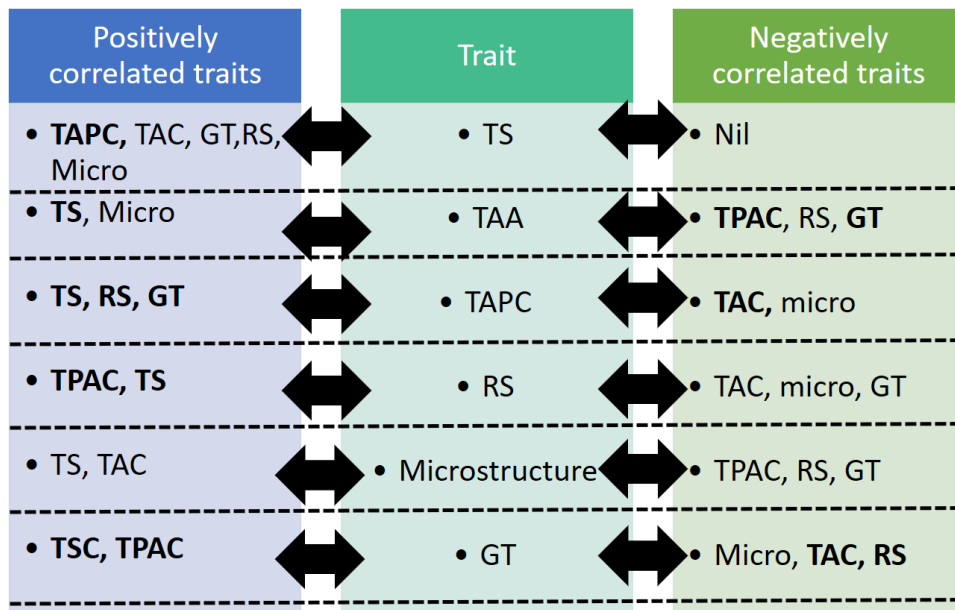 Positively
correlated traits
Trait
Negatively
correlated traits
• TAPC, TAC, GT,RS,
Micro
• TS
• Nil
• TS, Micro
• TAA
• TPAC, RS, GT
• TS, RS, GT
• TAPC
• TAC, micro
• TPAC, TS
• RS
• TAC, micro, GT
• TS, TAC
• Microstructure
• TPAC, RS, GT
• TSC, TPAC
• GT
• Micro, TAC, RS